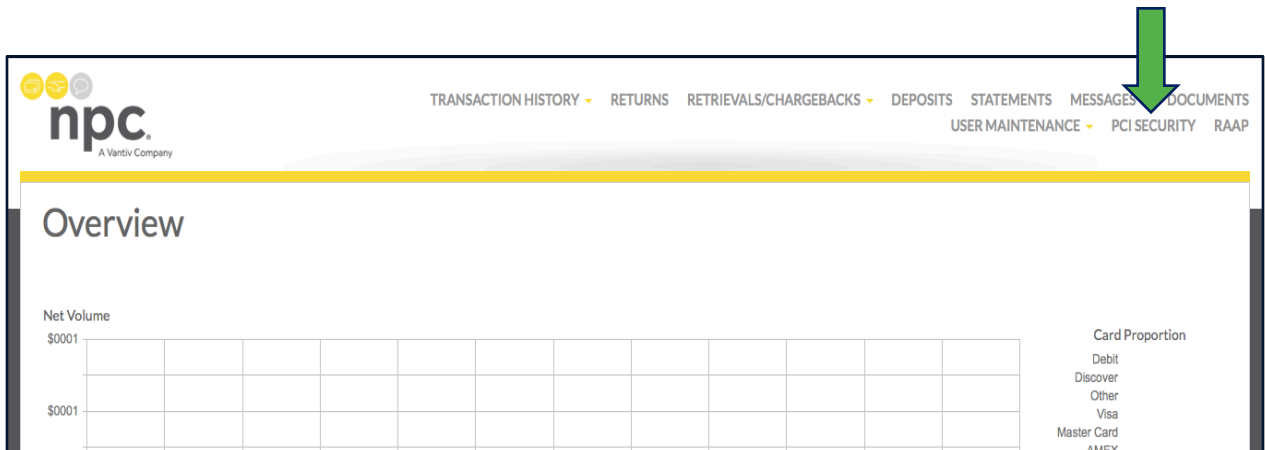 npc.
A Vantiv Company
TRANSACTION HISTORY RETURNS RETRIEVALS/CHARGEBACKS DEPOSITS STATEMENTS MESSAGES DOCUMENTS
USER MAINTENANCE PCI SECURITY RAAP
Overview
Net Volume
$0001
$0001
Card Proportion
Debit
Discover
Other
Visa
Master Card
AMEX